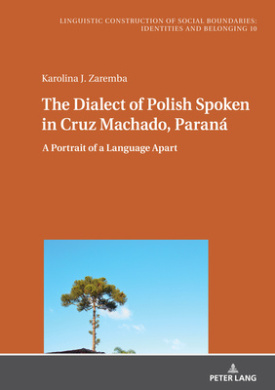 LINGUISTIC CONSTRUCTION OF SOCIAL BOUNDARIES:
IDENTITIES AND BELONGING 10
Karolina J. Zaremba
The Dialect of Polish Spoken
in Cruz Machado, Paraná
A Portrait of a Language Apart
PETER LANG